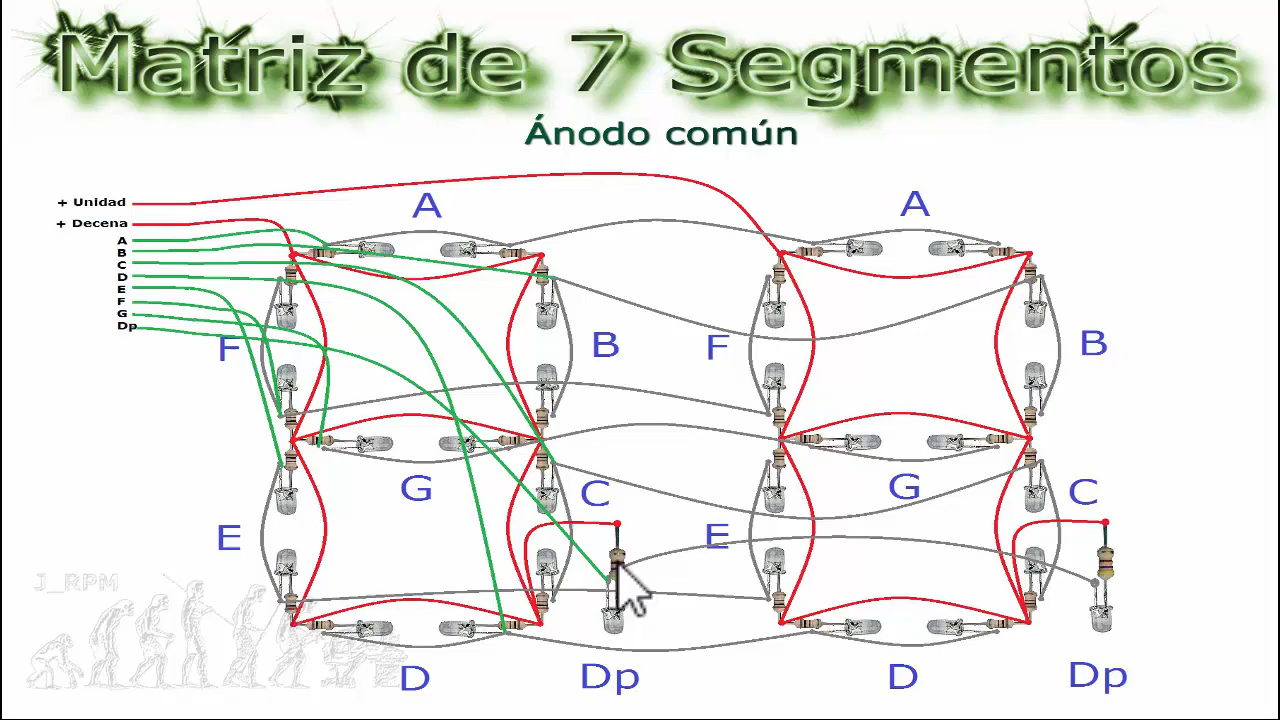 Matriz de 7 Segmentos
Ánodo común
+ Unidad
+ Decena
A
B
C
D
E
F
G
Dp
A
A
F
B
F
B
G
C
G
C
E
E
J_RPM
D
Dp
D
Dp